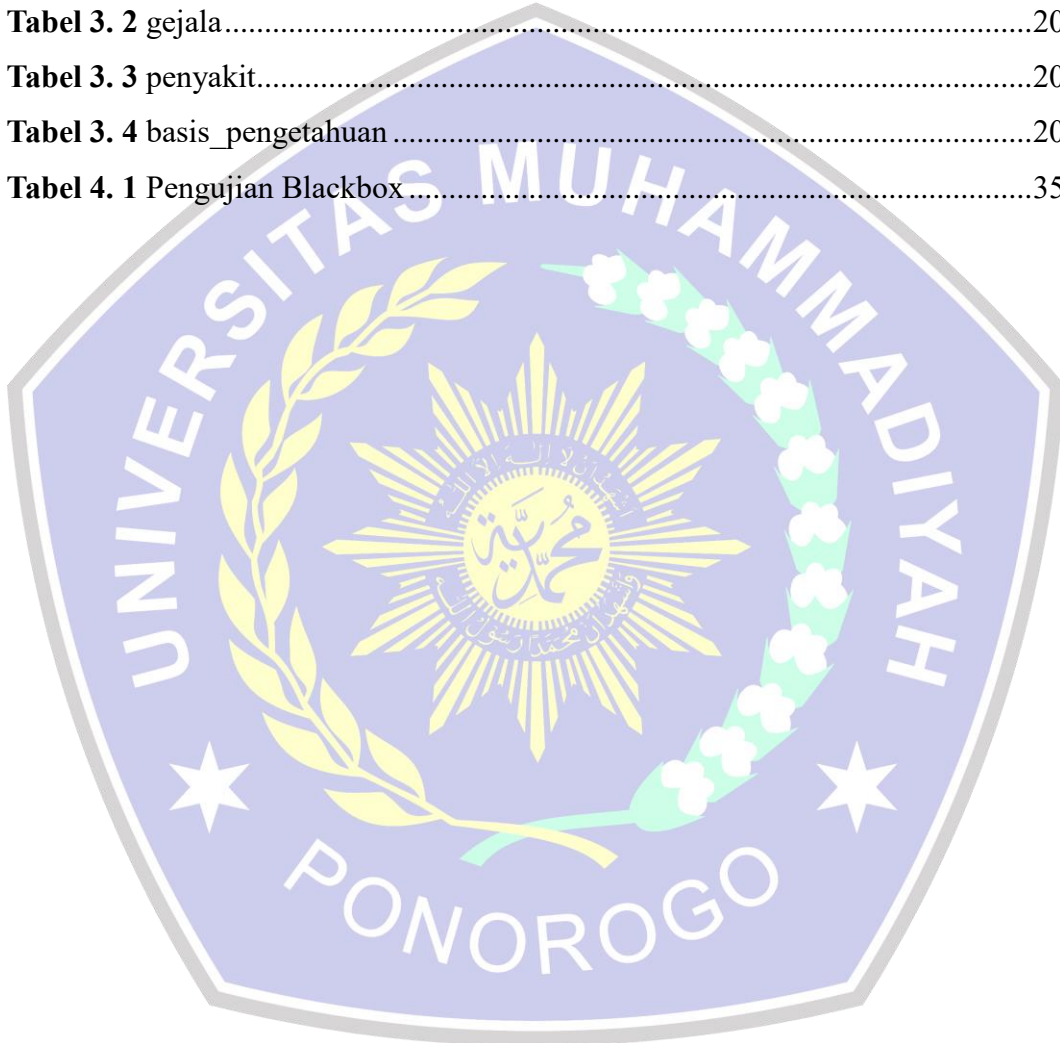 Tabel 3. 2 gejala....................................................................................................20
Tabel 3. 3 penyakit................................................................................................20
Tabel 3. 4 basis_pengetahuan ................................................................................20
Tabel 4. 1 Pengujian Blackbox ..............................................................................35
UNIVERSITAS MUHAMMADIYAH
محمدية
PONOROGO